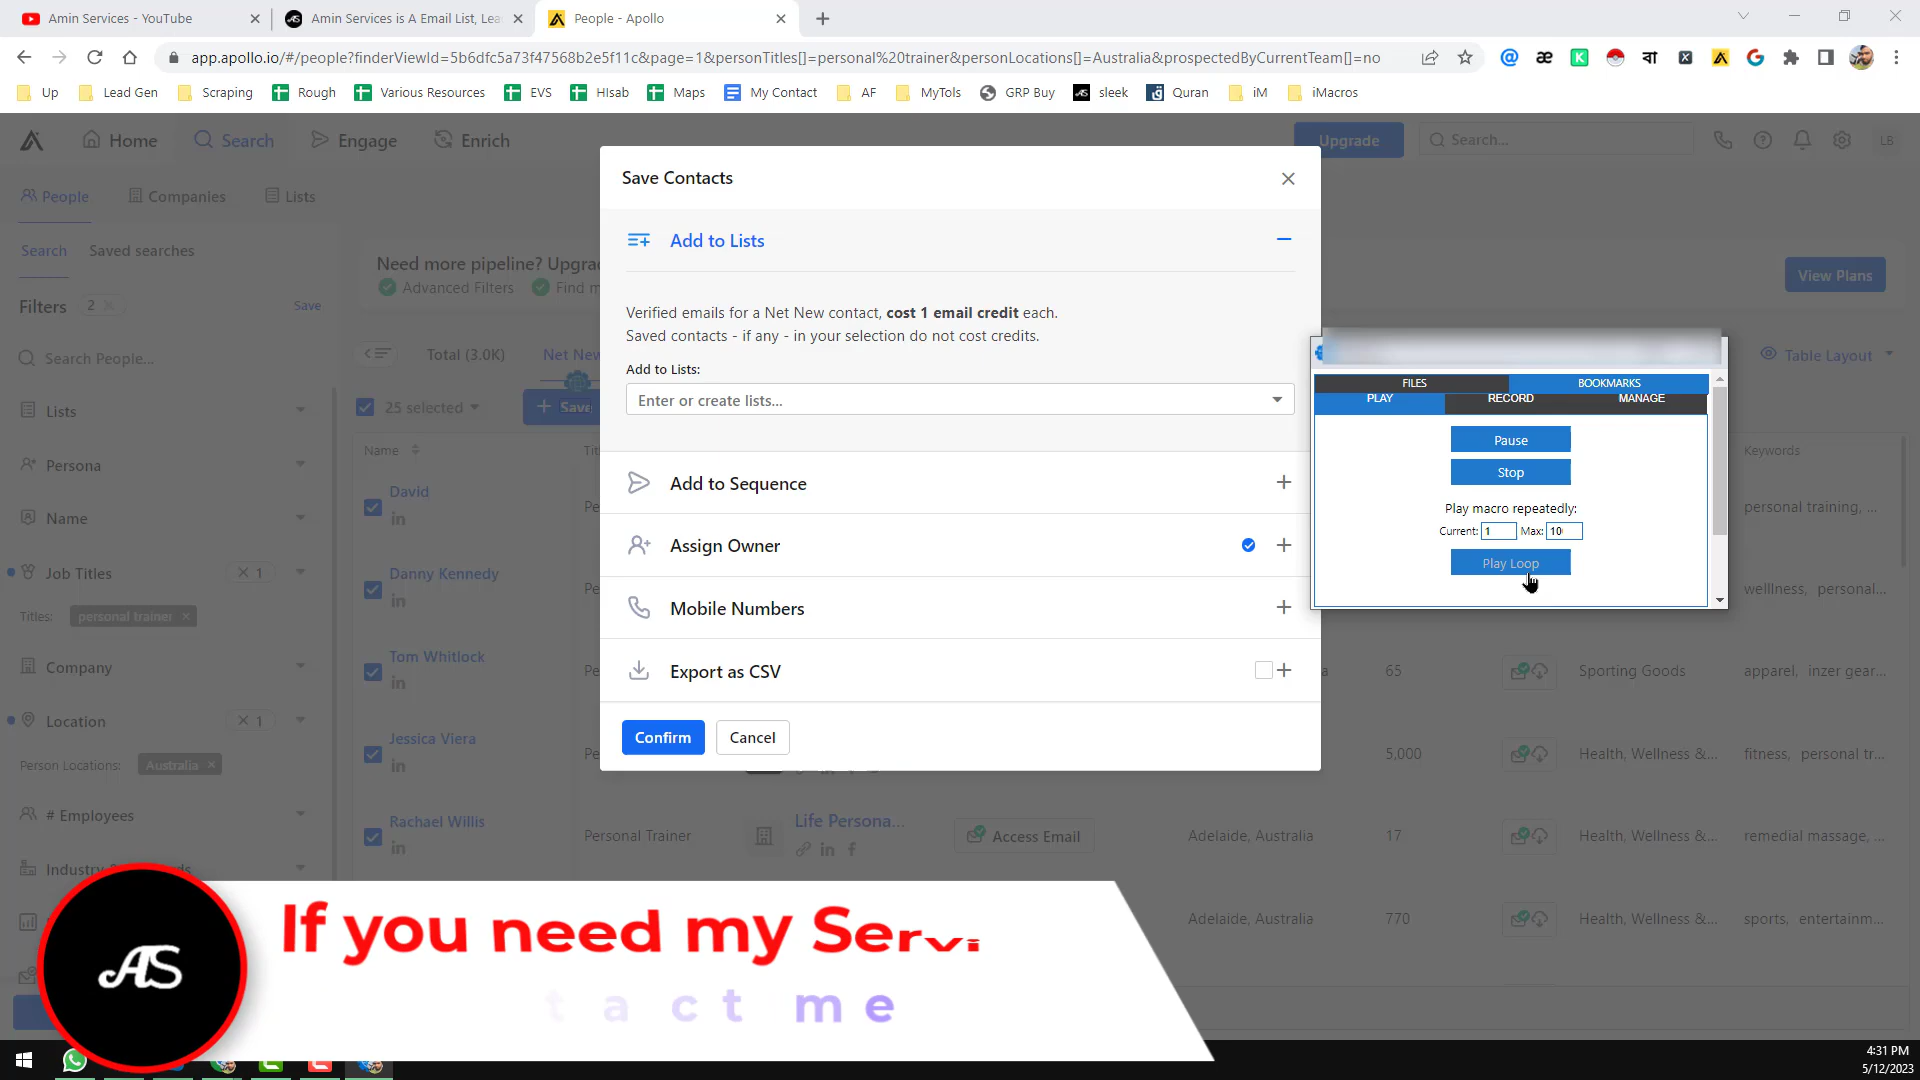 Amin Services - YouTube
Amin Services is A Email List, Lea
People - Apollo
app.apollo.io/#/people?finderViewId=5b6dfc5a73f47568b2e5f11c&page=1&personTitles[]=personal%20trainer&personLocations[]=Australia&prospectedByCurrentTeam[]=no
Up
Lead Gen
Scraping
Rough
Various Resources
EVS
HIsab
Maps
My Contact
AF
MyTols
GRP Buy
sleek
Quran
iM
iMacros
Home
Search
Engage
Enrich
Upgrade
Search...
LB
People
Companies
Lists
Search
Saved searches
Filters 2
Save
Search People...
Lists
Persona
Name
Job Titles
1
Titles: personal trainer
Company
Location
1
Person Locations: Australia
# Employees
Need more pipeline? Upgra
Advanced Filters
Find m
View Plans
Total (3.0K)
Net New
Table Layout
25 selected
Save
Name
Keywords
David
personal training, ...
Danny Kennedy
welllness, personal...
Tom Whitlock
65
Sporting Goods
apparel, inzer gear...
Jessica Viera
5,000
Health, Wellness &...
fitness, personal tr...
Rachael Willis
Personal Trainer
Life Persona...
Access Email
Adelaide, Australia
17
Health, Wellness &...
remedial massage, ...
Adelaide, Australia
770
Health, Wellness &...
sports, entertainm...
Save Contacts
Add to Lists
Verified emails for a Net New contact, cost 1 email credit each.
Saved contacts - if any - in your selection do not cost credits.
Add to Lists:
Enter or create lists...
Add to Sequence
Assign Owner
Mobile Numbers
Export as CSV
Confirm
Cancel
FILES
BOOKMARKS
PLAY
RECORD
MANAGE
Pause
Stop
Play macro repeatedly:
Current: 1 Max: 10
Play Loop
AS
If you need my Servi
t a c t m e
4:31 PM
5/12/2023